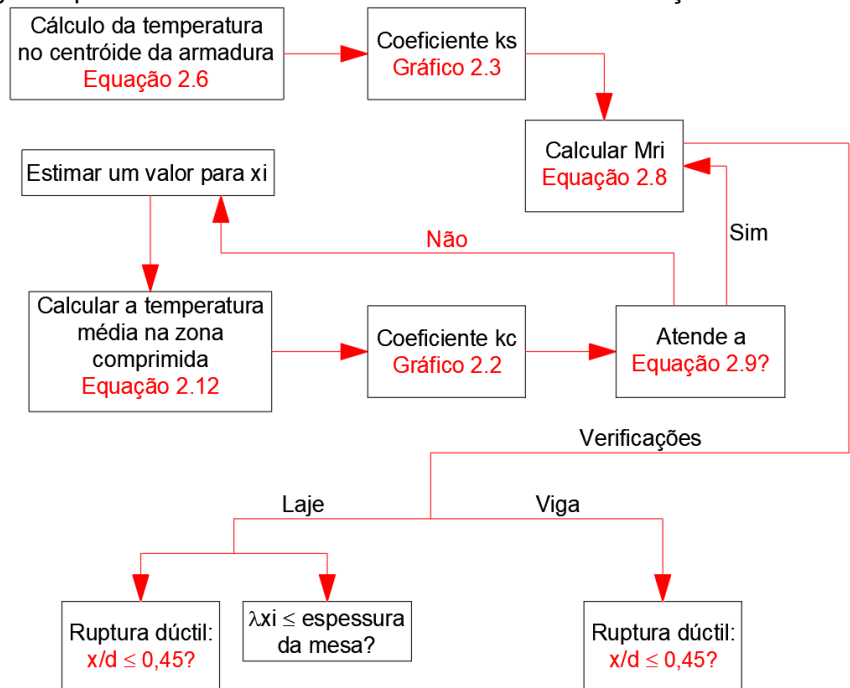 Cálculo da temperatura
no centróide da armadura
Equação 2.6
Coeficiente ks
Gráfico 2.3
Calcular Mri
Equação 2.8
Estimar um valor para xi
Não
Sim
Calcular a temperatura
média na zona
comprimida
Equação 2.12
Coeficiente kc
Gráfico 2.2
Atende a
Equação 2.9?
Verificações
Laje
Viga
Ruptura dúctil:
x/d ≤ 0,45?
λxi ≤ espessura
da mesa?
Ruptura dúctil:
x/d ≤ 0,45?